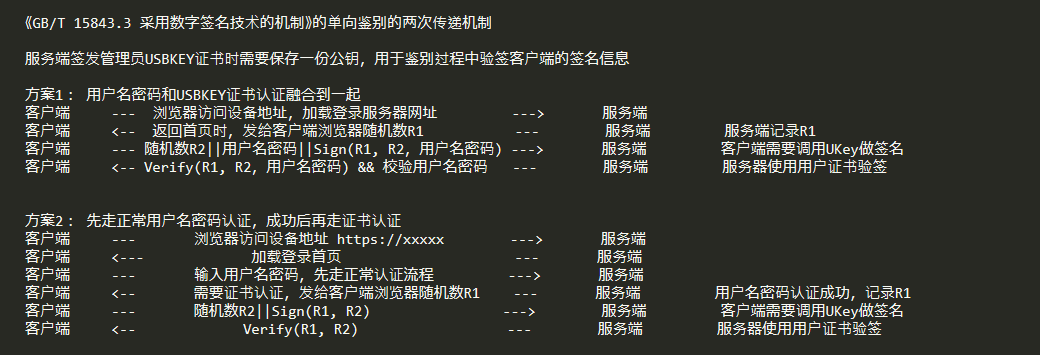 《GB/T 15843.3 采用数字签名技术的机制》的单向鉴别的两次传递机制
服务端签发管理员USBKEY证书时需要保存一份公钥，用于鉴别过程中验签客户端的签名信息
方案1： 用户名密码和USBKEY证书认证融合到一起
客户端 --- 浏览器访问设备地址，加载登录服务器网址 ---> 服务端
客户端 <-- 返回首页时，发给客户端浏览器随机数R1 --- 服务端 服务端记录R1
客户端 --- 随机数R2||用户名密码||Sign(R1, R2, 用户名密码) ---> 服务端 客户端需要调用UKey做签名
客户端 <-- Verify(R1, R2, 用户名密码) && 校验用户名密码 --- 服务端 服务器使用用户证书验签
方案2： 先走正常用户名密码认证，成功后再走证书认证
客户端 --- 浏览器访问设备地址 https://xxxxx ---> 服务端
客户端 <--- 加载登录首页 --- 服务端
客户端 --- 输入用户名密码，先走正常认证流程 ---> 服务端
客户端 <-- 需要证书认证，发给客户端浏览器随机数R1 --- 服务端 用户名密码认证成功，记录R1
客户端 --- 随机数R2||Sign(R1, R2) ---> 服务端 客户端需要调用UKey做签名
客户端 <-- Verify(R1, R2) --- 服务端 服务器使用用户证书验签